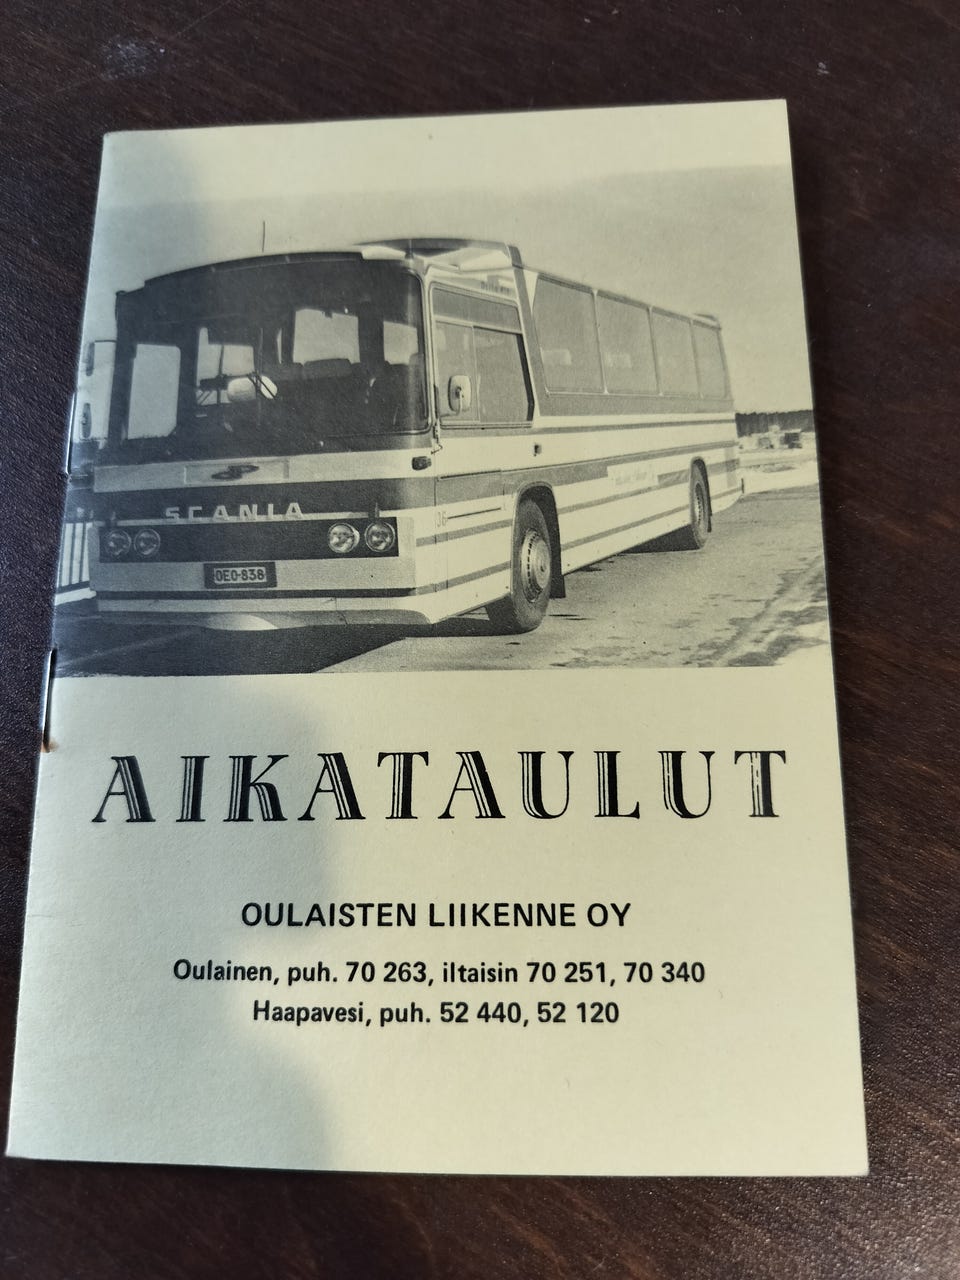 SCANIA
36
OEO-838
AIKATAULUT
OULAISTEN LIIKENNE OY
Oulainen, puh. 70 263, iltaisin 70 251, 70 340
Haapavesi, puh. 52 440, 52 120